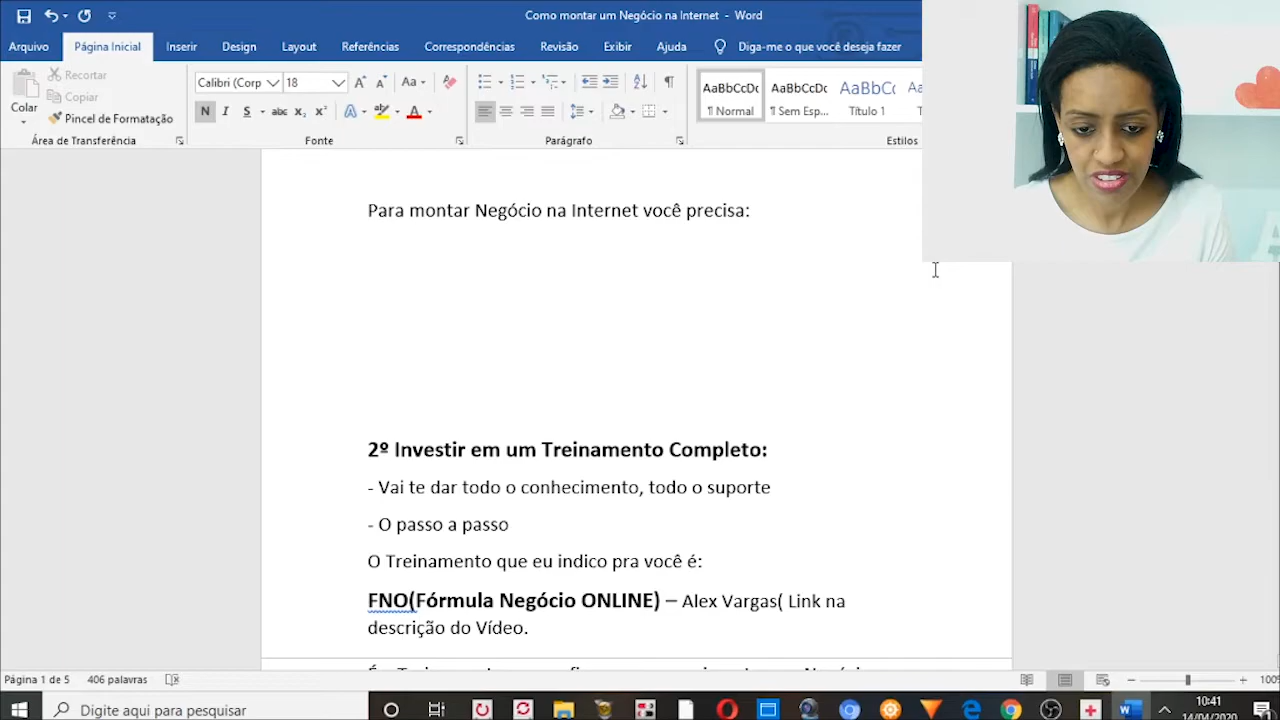 Como montar um Negócio na Internet - Word
Arquivo Página Inicial Inserir Design Layout Referências Correspondências Revisão Exibir Ajuda Diga-me o que você deseja fazer
Colar
Recortar
Copiar
Pincel de Formatação
Calibri (Corp 18
AaBbCcDc AaBbCcDc AaBbC Aa
¶ Normal ¶ Sem Esp... Título 1
Área de Transferência Fonte Parágrafo Estilos
Para montar Negócio na Internet você precisa:
2º Investir em um Treinamento Completo:
- Vai te dar todo o conhecimento, todo o suporte
- O passo a passo
O Treinamento que eu indico pra você é:
FNO(Fórmula Negócio ONLINE) – Alex Vargas( Link na
descrição do Vídeo.
Página 1 de 5 406 palavras 100%
Digite aqui para pesquisar
10:41
14/04/2020